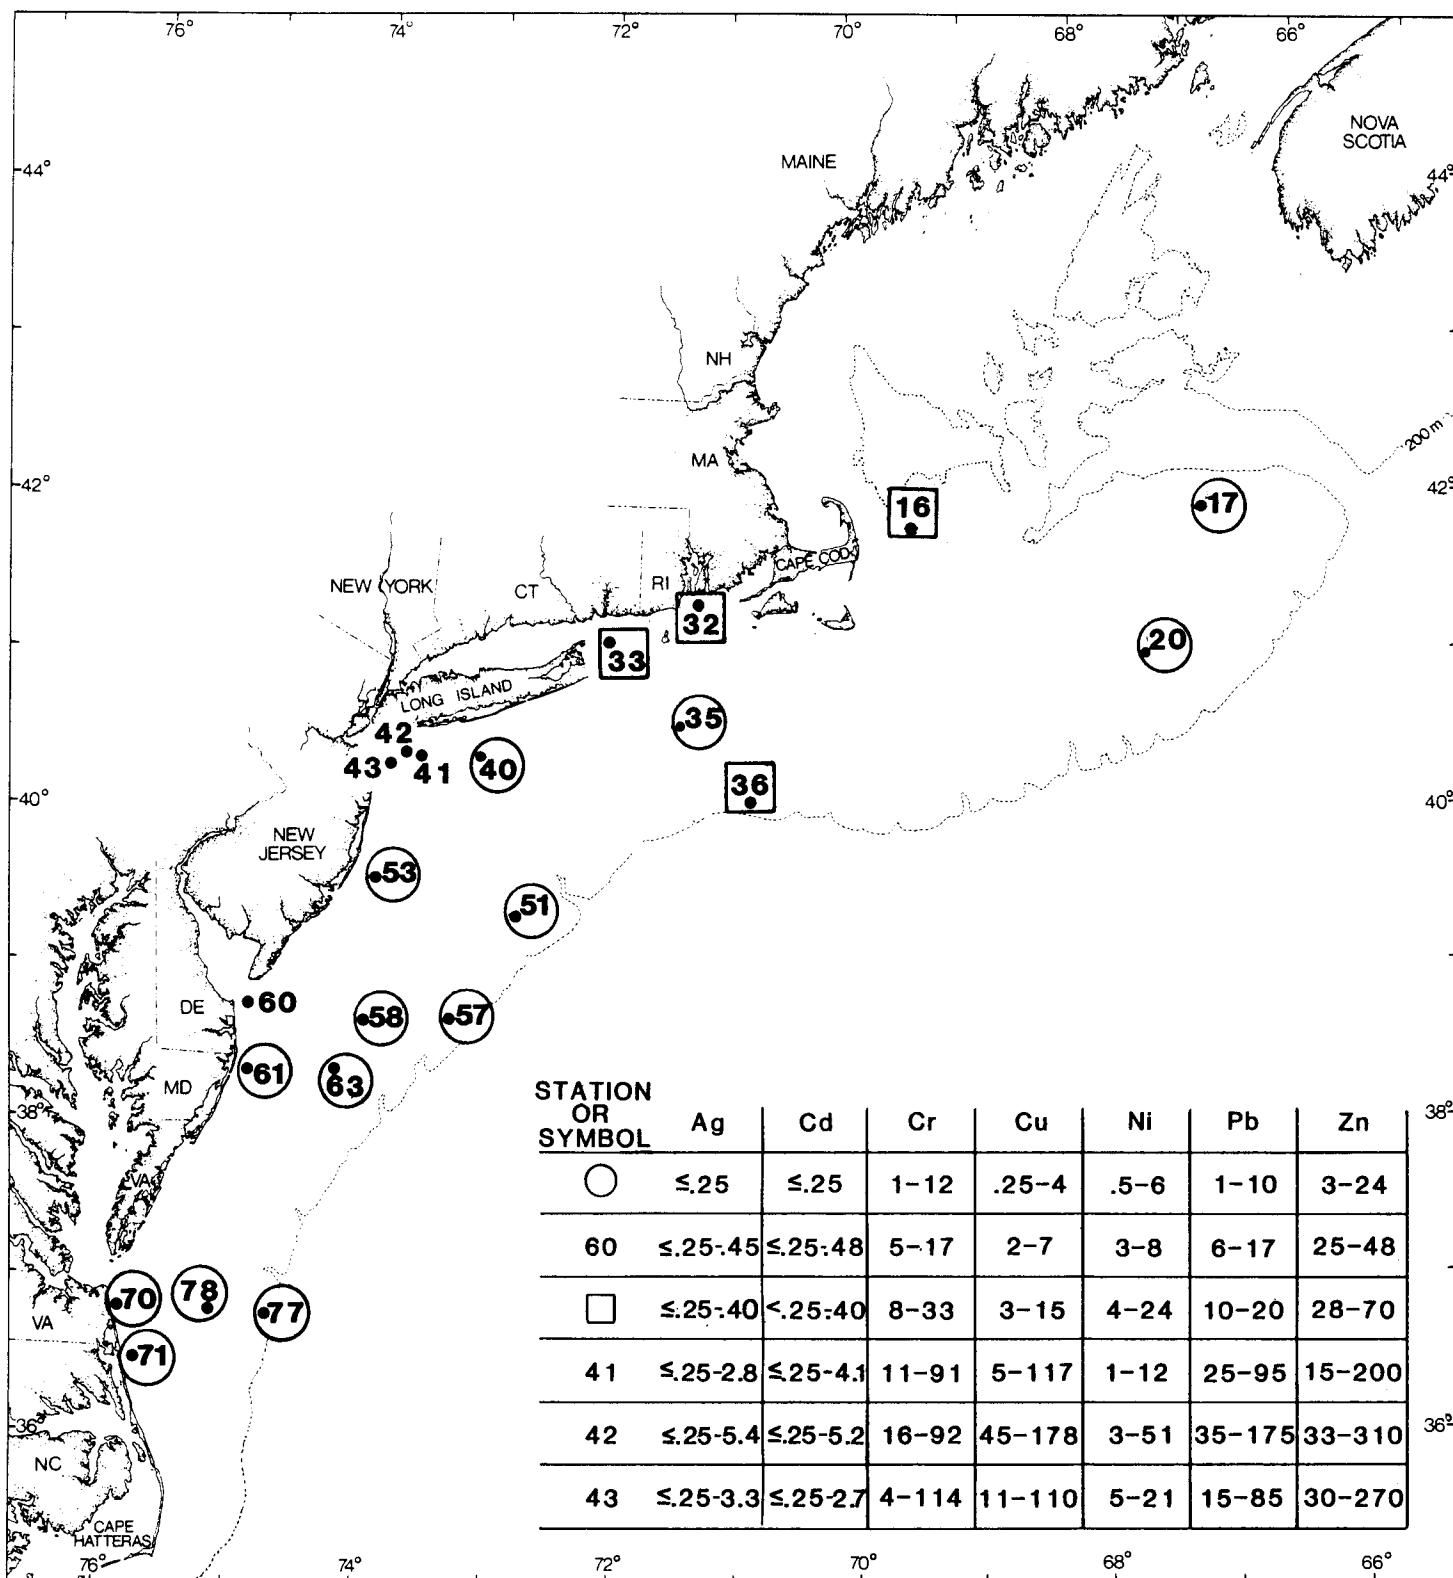 76° 74° 72° 70° 68° 66°
NOVA
SCOTIA
MAINE
44° 44°
NH
200 m
MA
42° 42°
16
17
CAPE COD
NEW YORK
CT
RI
32
33
20
LONG ISLAND
35
42
43
41
40
36
40° 40°
NEW
JERSEY
53
51
DE
60
58
57
MD
61
63
38° 38°
VA
STATION
OR
SYMBOL Ag Cd Cr Cu Ni Pb Zn
≤.25 ≤.25 1-12 .25-4 .5-6 1-10 3-24
60 ≤.25-.45 ≤.25-.48 5-17 2-7 3-8 6-17 25-48
≤.25-.40 <.25-.40 8-33 3-15 4-24 10-20 28-70
41 ≤.25-2.8 ≤.25-4.1 11-91 5-117 1-12 25-95 15-200
42 ≤.25-5.4 ≤.25-5.2 16-92 45-178 3-51 35-175 33-310
43 ≤.25-3.3 ≤.25-2.7 4-114 11-110 5-21 15-85 30-270
70
78
77
VA
71
36° 36°
NC
CAPE
HATTERAS
76° 74° 72° 70° 68° 66°